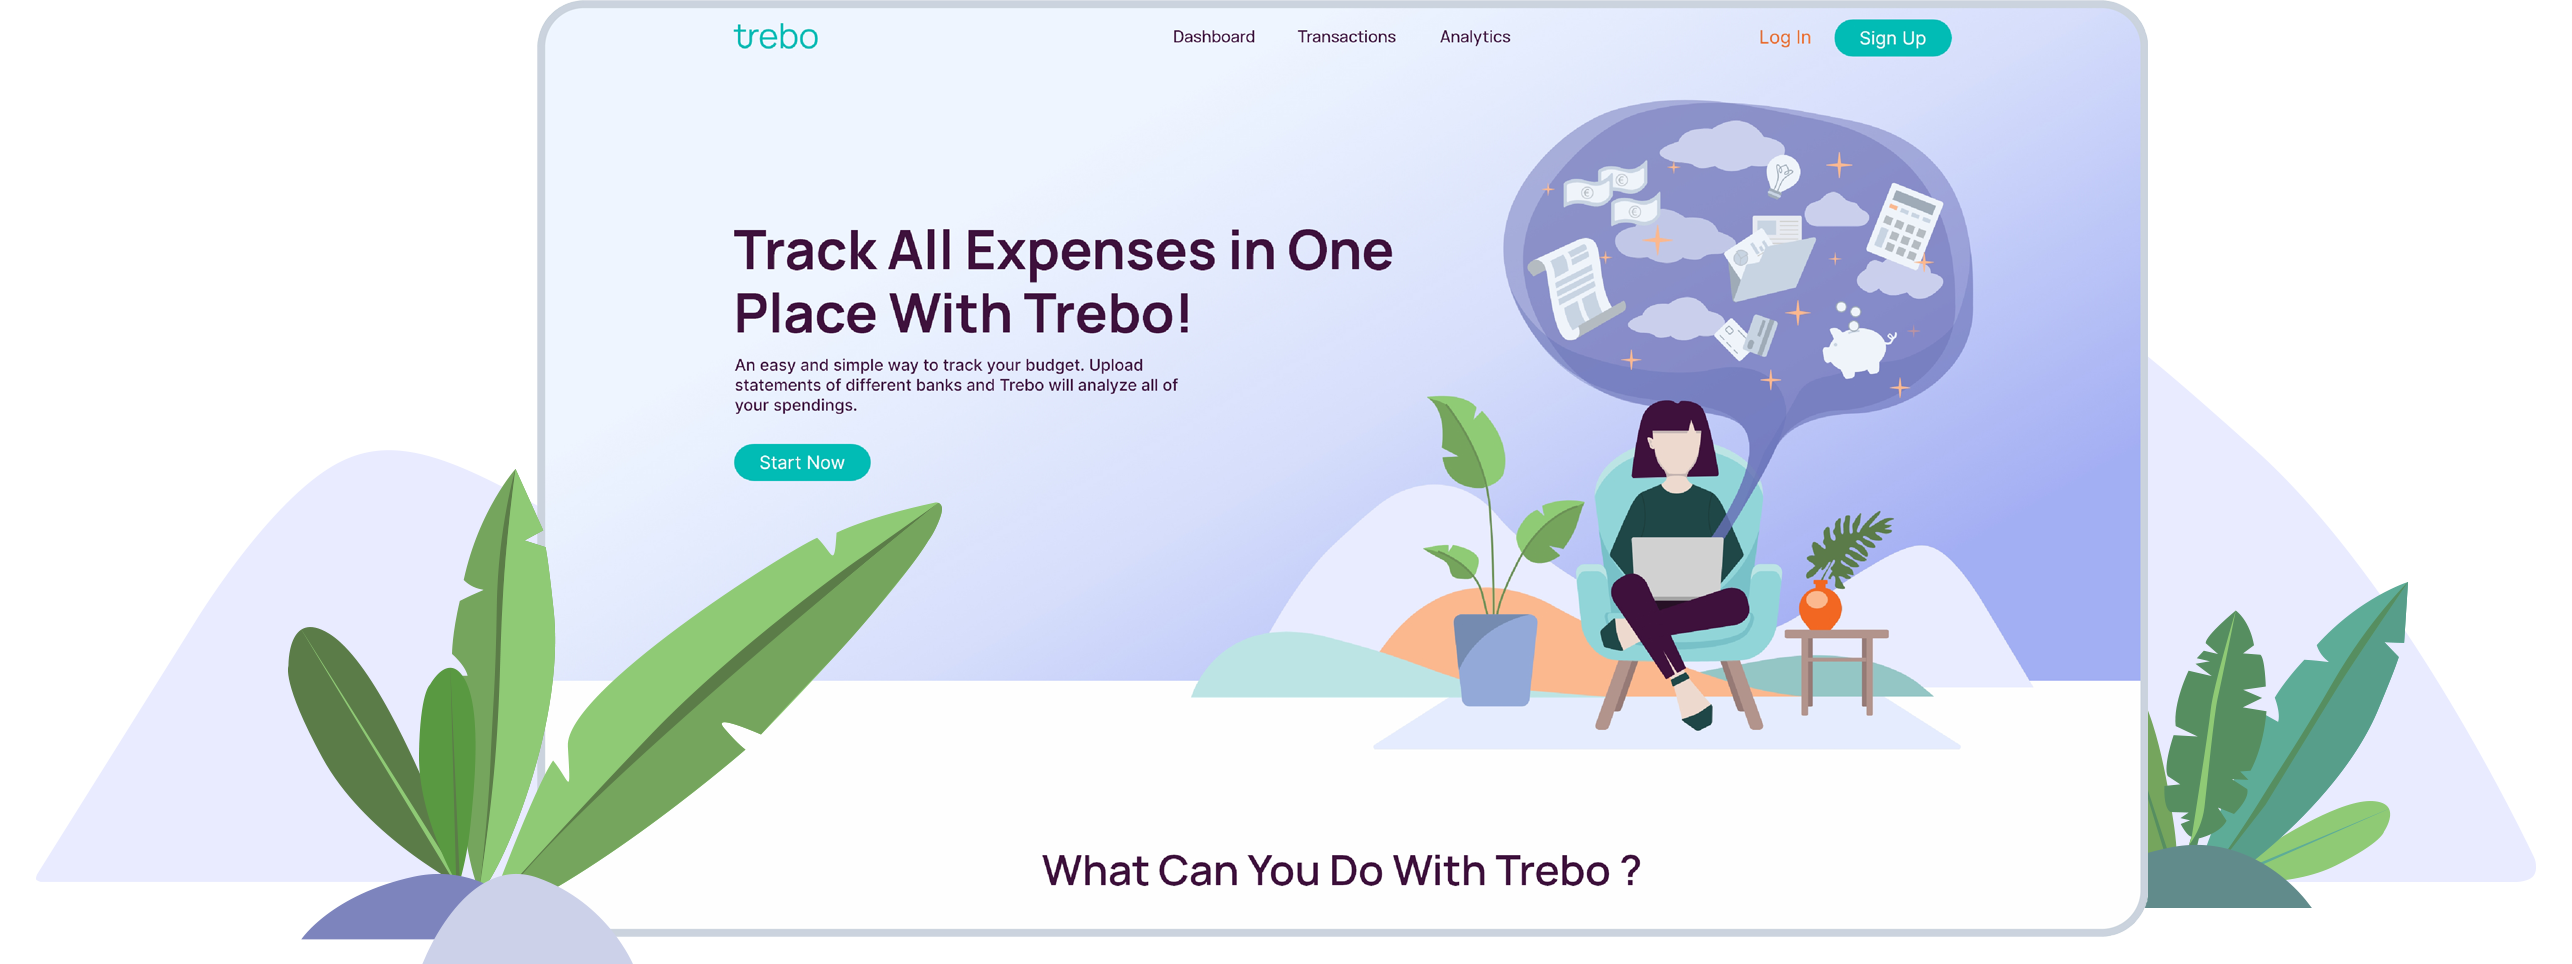 trebo
Dashboard
Transactions
Analytics
Log In
Sign Up
Track All Expenses in One
Place With Trebo!
An easy and simple way to track your budget. Upload
statements of different banks and Trebo will analyze all of
your spendings.
Start Now
€
€
€
What Can You Do With Trebo ?